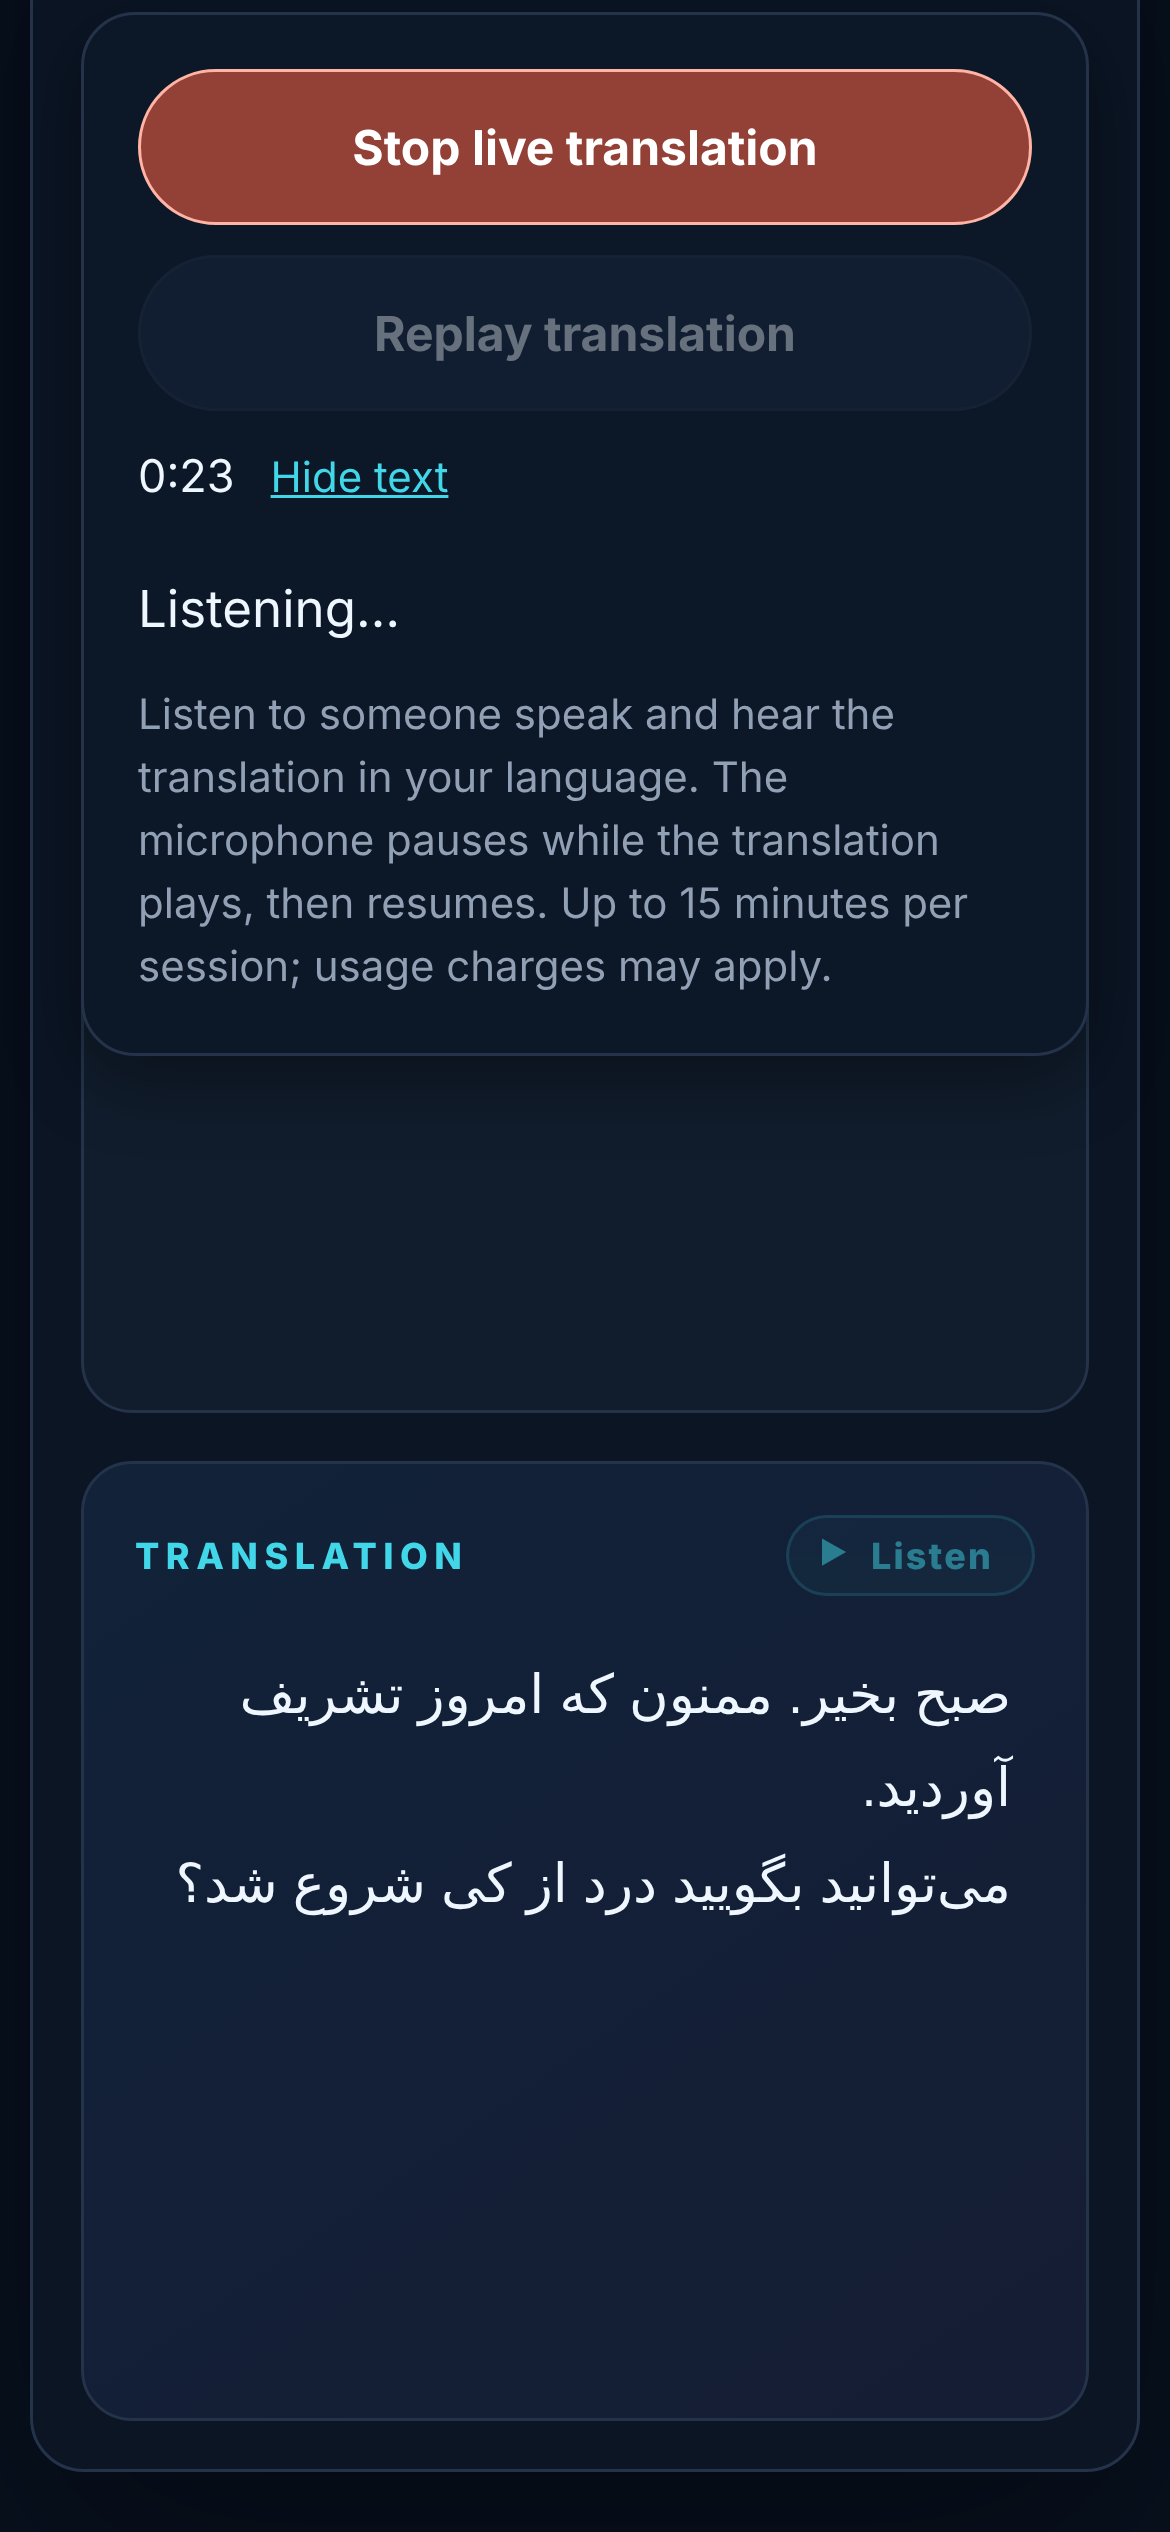 Stop live translation
Replay translation
0:23 Hide text
Listening...
Listen to someone speak and hear the
translation in your language. The
microphone pauses while the translation
plays, then resumes. Up to 15 minutes per
session; usage charges may apply.
TRANSLATION
Listen
صبح بخیر. ممنون که امروز تشریف
آوردید.
می‌توانید بگویید درد از کی شروع شد؟